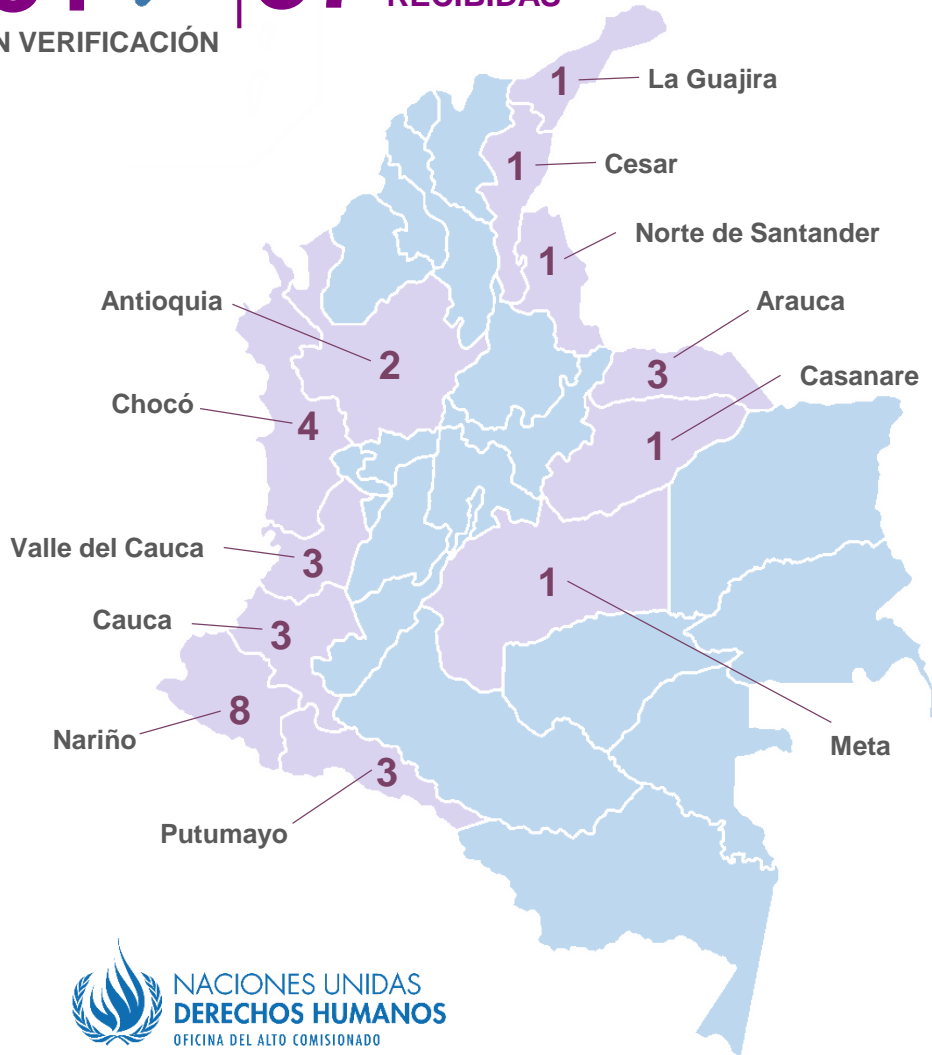 RECIBIDAS
VERIFICACIÓN
1
La Guajira
1
Cesar
1
Norte de Santander
Antioquia
2
Arauca
3
Casanare
1
Chocó
4
Valle del Cauca
3
1
Cauca
3
8
Nariño
Meta
3
Putumayo
NACIONES UNIDAS
DERECHOS HUMANOS
OFICINA DEL ALTO COMISIONADO